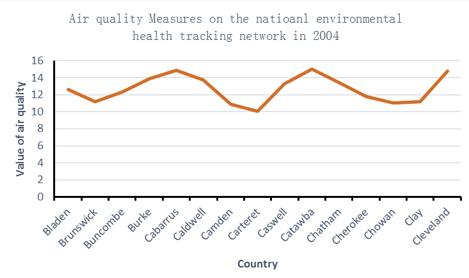 Air quality Measures on the natioanl environmental
health tracking network in 2004
Value of air quality
16
14
12
10
8
6
4
2
0
Bladen
Brunswick
Buncombe
Burke
Cabarrus
Caldwell
Camden
Carteret
Caswell
Catawba
Chatham
Cherokee
Chowan
Clay
Cleveland
Country